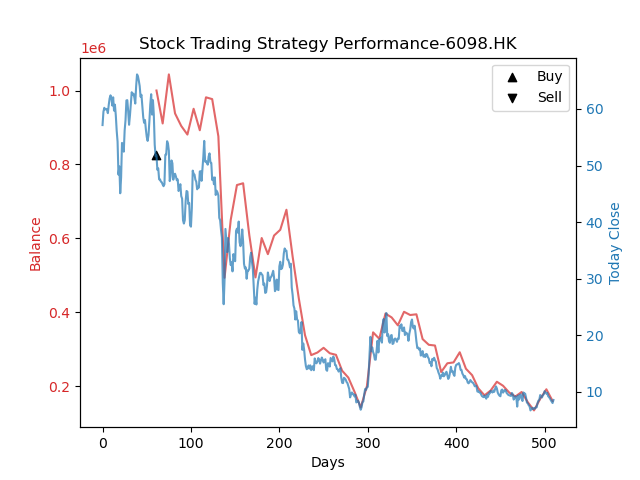 Stock Trading Strategy Performance-6098.HK
1e6
Buy
Sell
1.0
0.8
0.6
0.4
0.2
Balance
60
50
40
30
20
10
Today Close
0
100
200
300
400
500
Days